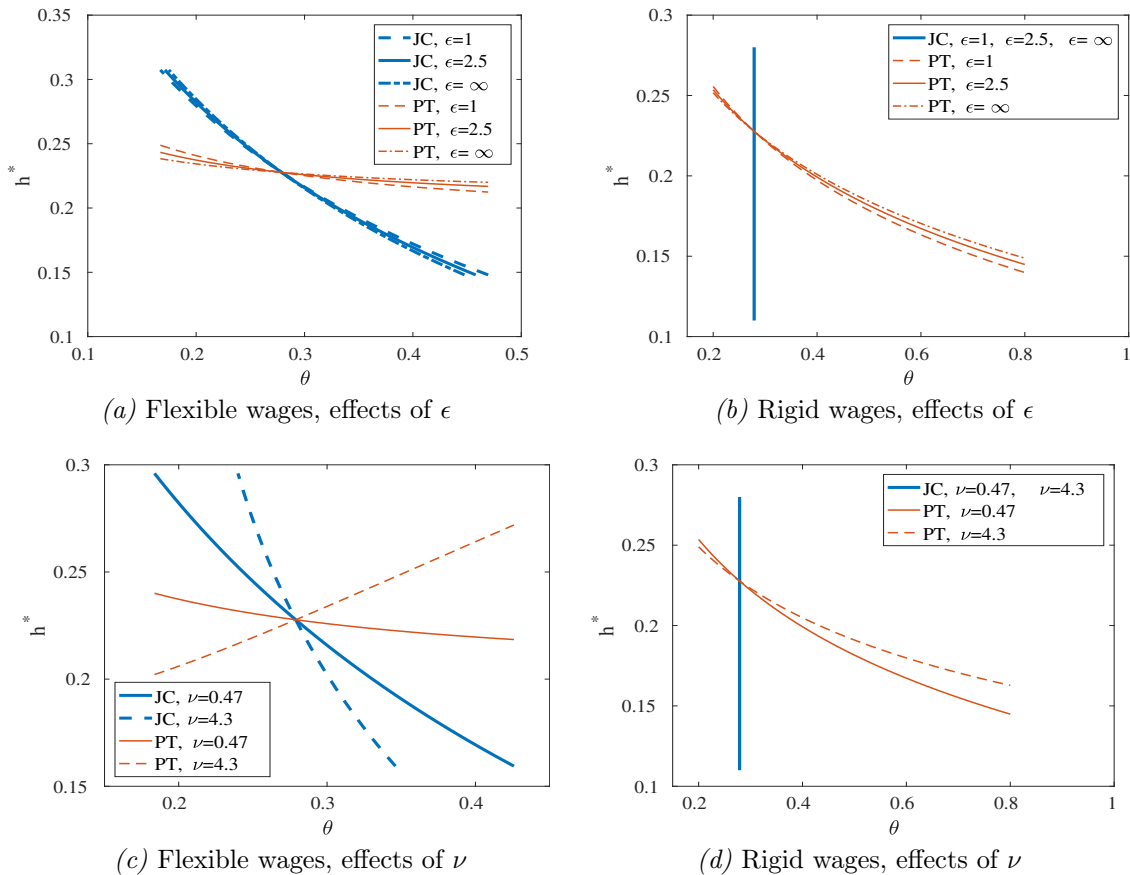 0.35
0.3
0.25
0.2
0.15
0.1
h*
0.1 0.2 0.3 0.4 0.5
θ
JC, ϵ=1
JC, ϵ=2.5
JC, ϵ= ∞
PT, ϵ=1
PT, ϵ=2.5
PT, ϵ= ∞
(a) Flexible wages, effects of ϵ
0.3
0.25
0.2
0.15
0.1
h*
0.2 0.4 0.6 0.8 1
θ
JC, ϵ=1, ϵ=2.5, ϵ= ∞
PT, ϵ=1
PT, ϵ=2.5
PT, ϵ= ∞
(b) Rigid wages, effects of ϵ
0.3
0.25
0.2
0.15
h*
0.2 0.3 0.4
θ
JC, ν=0.47
JC, ν=4.3
PT, ν=0.47
PT, ν=4.3
(c) Flexible wages, effects of ν
0.3
0.25
0.2
0.15
0.1
h*
0.2 0.4 0.6 0.8 1
θ
JC, ν=0.47, ν=4.3
PT, ν=0.47
PT, ν=4.3
(d) Rigid wages, effects of ν